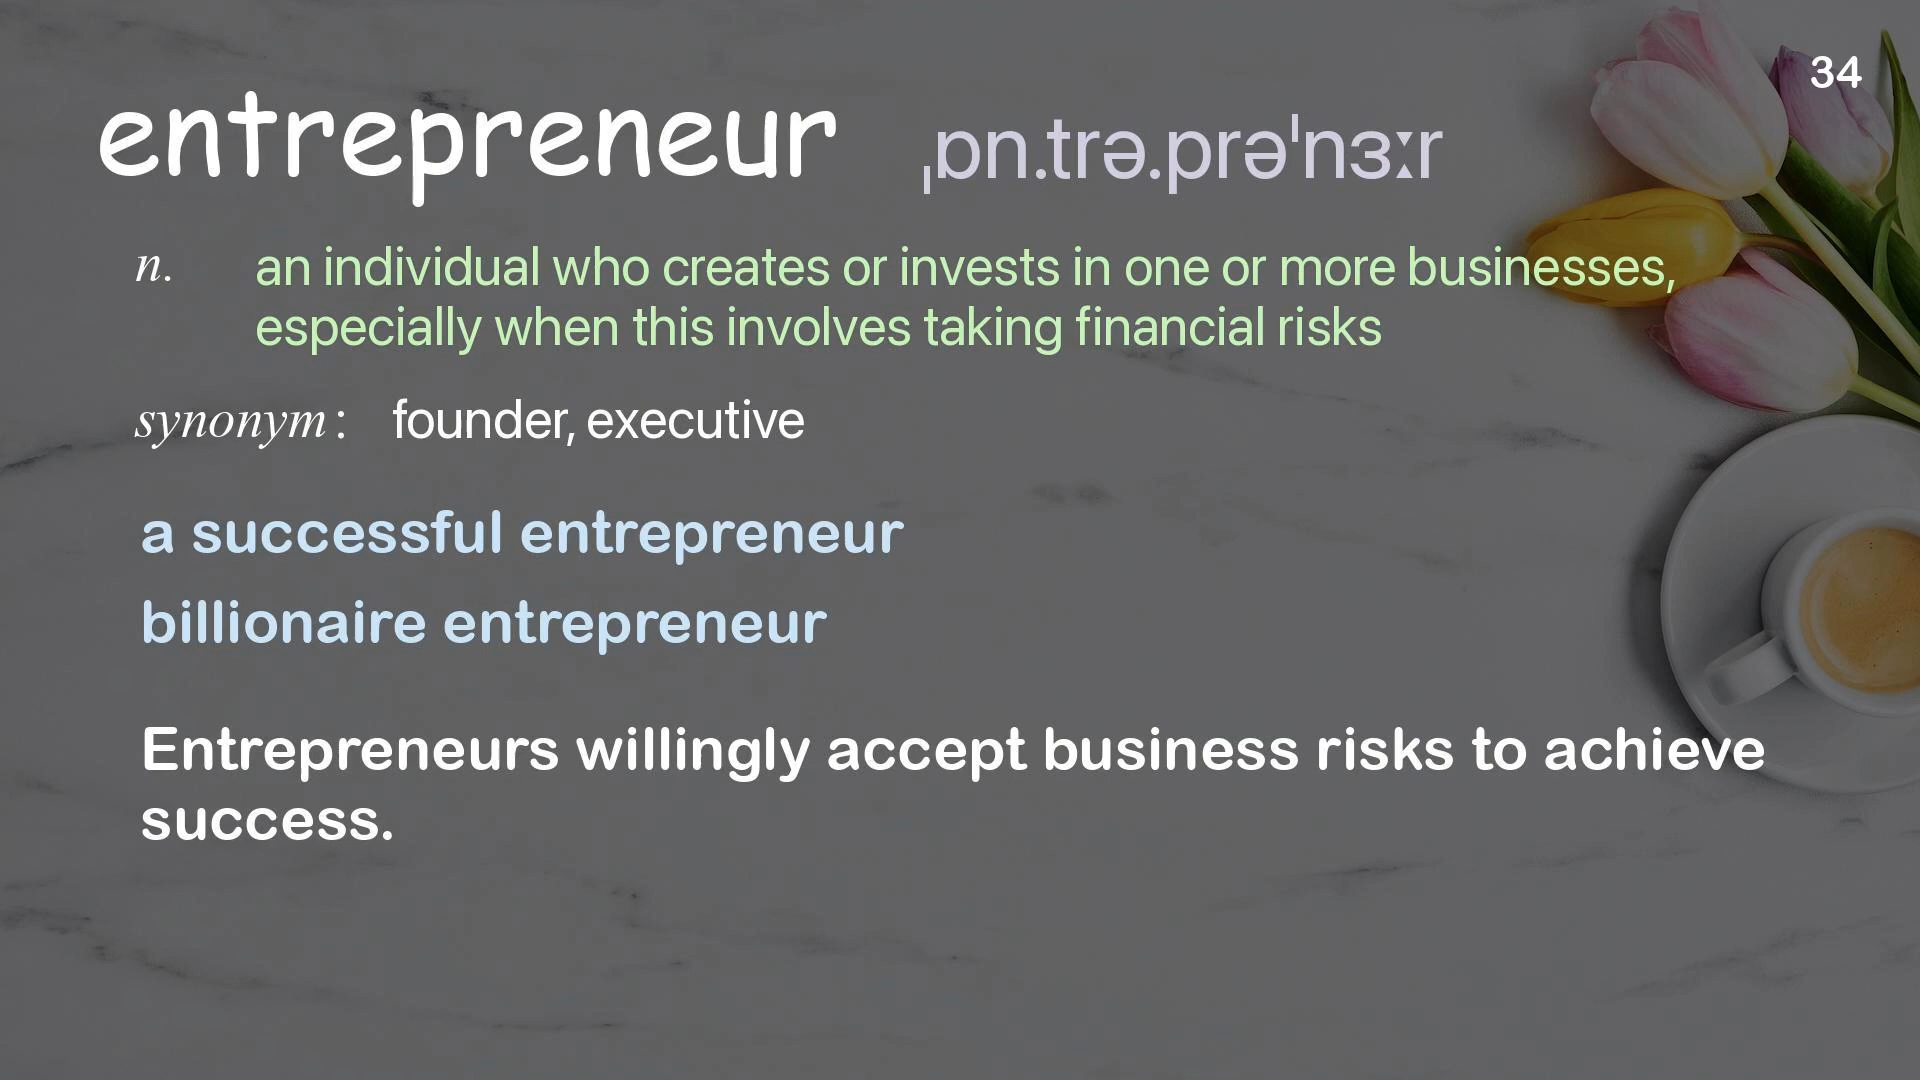 34
entrepreneur ˌɒn.trə.prəˈnɜːr
n. an individual who creates or invests in one or more businesses,
especially when this involves taking financial risks
synonym: founder, executive
a successful entrepreneur
billionaire entrepreneur
Entrepreneurs willingly accept business risks to achieve
success.